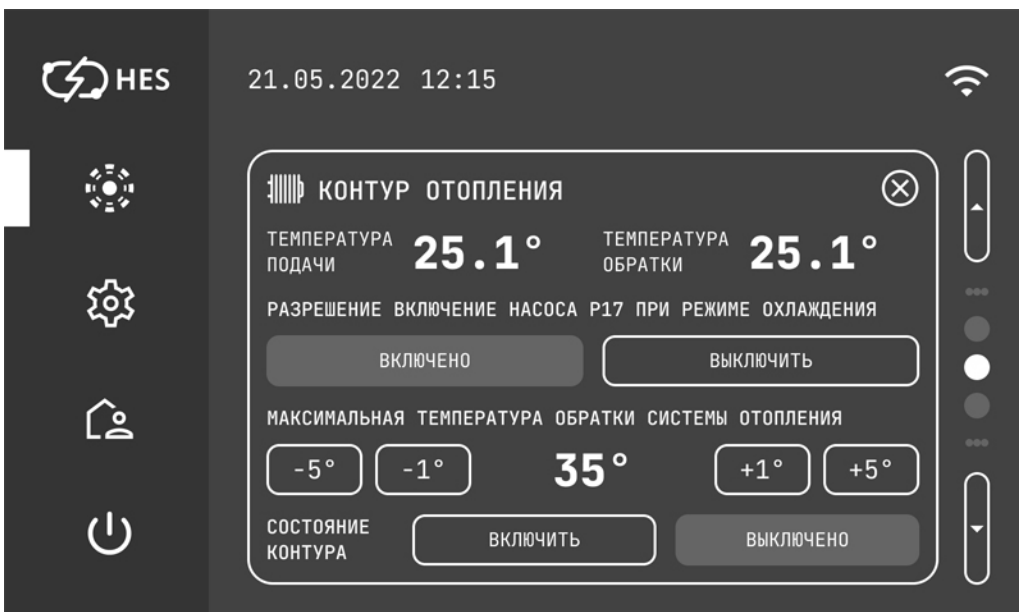 HES
21.05.2022 12:15
КОНТУР ОТОПЛЕНИЯ
ТЕМПЕРАТУРА
ПОДАЧИ
25.1°
ТЕМПЕРАТУРА
ОБРАТКИ
25.1°
РАЗРЕШЕНИЕ ВКЛЮЧЕНИЕ НАСОСА P17 ПРИ РЕЖИМЕ ОХЛАЖДЕНИЯ
ВКЛЮЧЕНО ВЫКЛЮЧИТЬ
МАКСИМАЛЬНАЯ ТЕМПЕРАТУРА ОБРАТКИ СИСТЕМЫ ОТОПЛЕНИЯ
-5° -1° 35° +1° +5°
СОСТОЯНИЕ
КОНТУРА
ВКЛЮЧИТЬ ВЫКЛЮЧЕНО